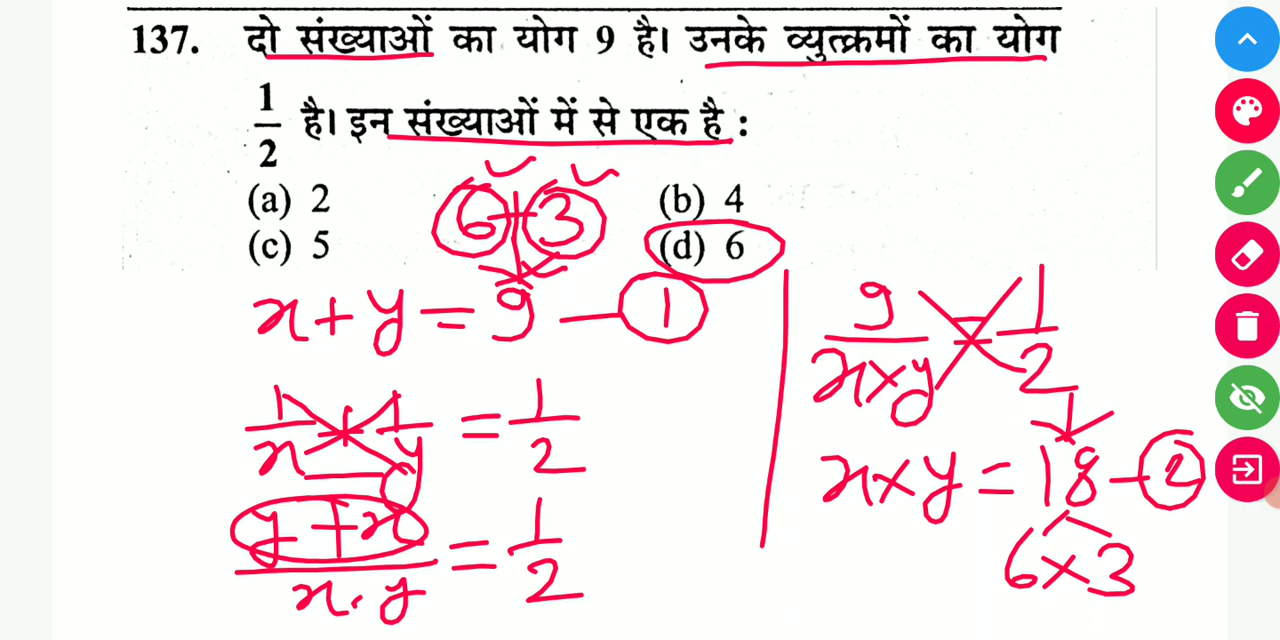 137. दो संख्याओं का योग 9 है। उनके व्युत्क्रमों का योग
1/2 है। इन संख्याओं में से एक है :
(a) 2 (b) 4
(c) 5 (d) 6
6 + 3
x + y = 9 — 1
1/x + 1/y = 1/2
y + x / x . y = 1/2
9 / x × y = 1/2
x × y = 18 — 2
6 × 3